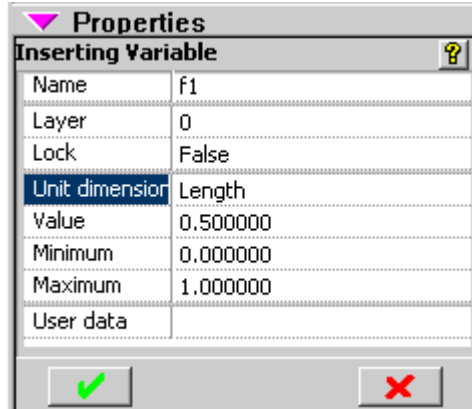 Properties
Inserting Variable ?
Name f1
Layer 0
Lock False
Unit dimension Length
Value 0.500000
Minimum 0.000000
Maximum 1.000000
User data